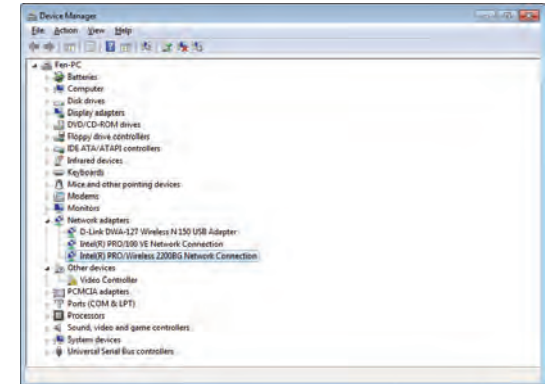 Device Manager
File Action View Help
Fen-PC
Batteries
Computer
Disk drives
Display adapters
DVD/CD-ROM drives
Floppy drive controllers
IDE ATA/ATAPI controllers
Infrared devices
Keyboards
Mice and other pointing devices
Modems
Monitors
Network adapters
D-Link DWA-127 Wireless N 150 USB Adapter
Intel(R) PRO/100 VE Network Connection
Intel(R) PRO/Wireless 2200BG Network Connection
Other devices
Video Controller
PCMCIA adapters
Ports (COM & LPT)
Processors
Sound, video and game controllers
System devices
Universal Serial Bus controllers